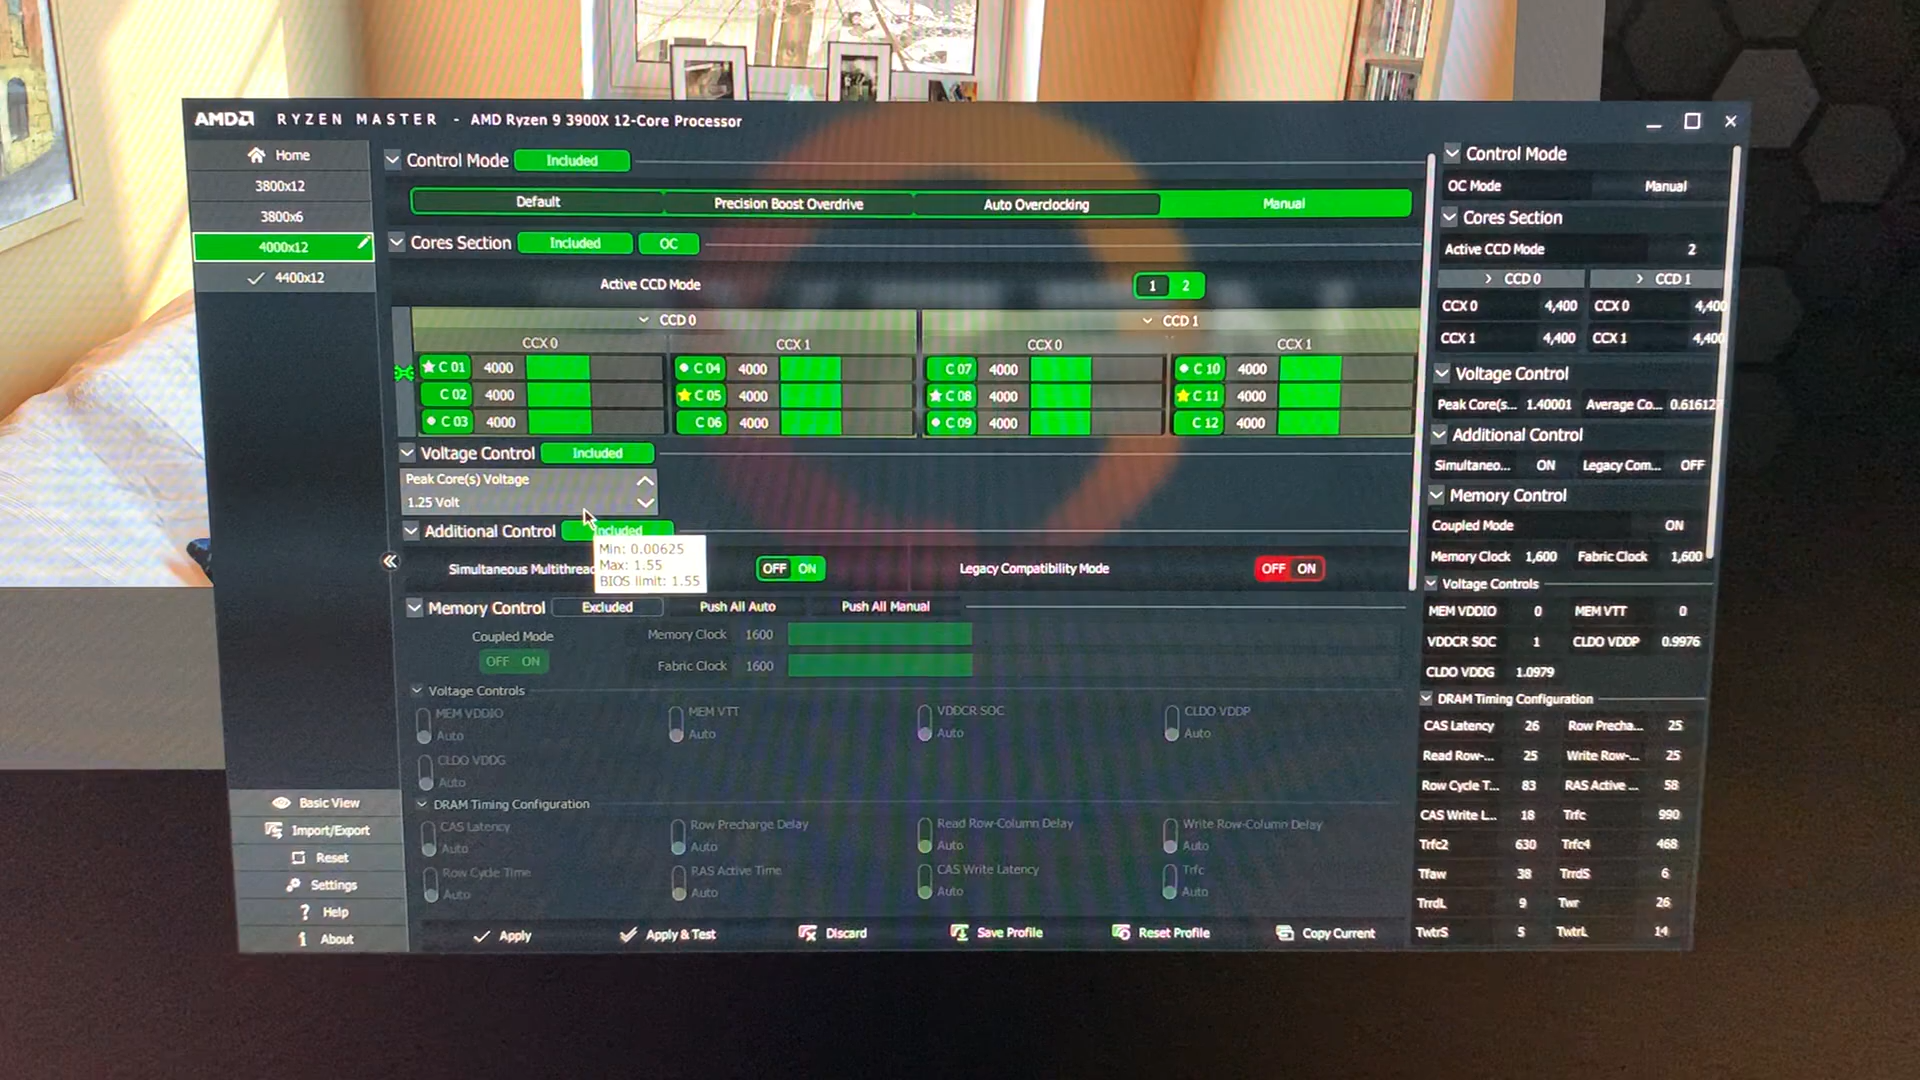 AMD RYZEN MASTER - AMD Ryzen 9 3900X 12-Core Processor
Home
3800x12
3800x6
4000x12
4400x12
Control Mode Included
Default Precision Boost Overdrive Auto Overclocking Manual
Cores Section Included OC
Active CCD Mode 1 2
CCD 0 CCD 1
CCX 0 CCX 1 CCX 0 CCX 1
C 01 4000 C 04 4000 C 07 4000 C 10 4000
C 02 4000 C 05 4000 C 08 4000 C 11 4000
C 03 4000 C 06 4000 C 09 4000 C 12 4000
Voltage Control Included
Peak Core(s) Voltage
1.25 Volt
Additional Control Included
Min: 0.00625
Max: 1.55
BIOS limit: 1.55
Simultaneous Multithrea OFF ON Legacy Compatibility Mode OFF ON
Memory Control Excluded Push All Auto Push All Manual
Coupled Mode Memory Clock 1600
OFF ON Fabric Clock 1600
Voltage Controls
MEM VDDIO MEM VTT VDDCR SOC CLDO VDDP
Auto Auto Auto Auto
CLDO VDDG
Auto
DRAM Timing Configuration
CAS Latency Row Precharge Delay Read Row-Column Delay Write Row-Column Delay
Auto Auto Auto Auto
Row Cycle Time RAS Active Time CAS Write Latency Trfc
Auto Auto Auto Auto
Basic View
Import/Export
Reset
Settings
Help
About
Apply Apply & Test Discard Save Profile Reset Profile Copy Current
Control Mode
OC Mode Manual
Cores Section
Active CCD Mode 2
CCD 0 CCD 1
CCX 0 4,400 CCX 0 4,400
CCX 1 4,400 CCX 1 4,400
Voltage Control
Peak Core(s... 1.40001 Average Co... 0.616127
Additional Control
Simultaneo... ON Legacy Com... OFF
Memory Control
Coupled Mode ON
Memory Clock 1,600 Fabric Clock 1,600
Voltage Controls
MEM VDDIO 0 MEM VTT 0
VDDCR SOC 1 CLDO VDDP 0.9976
CLDO VDDG 1.0979
DRAM Timing Configuration
CAS Latency 26 Row Precha... 25
Read Row-... 25 Write Row-... 25
Row Cycle T... 83 RAS Active ... 58
CAS Write L... 18 Trfc 990
Trfc2 630 Trfc4 468
Tfaw 38 TrrdS 6
TrrdL 9 Twr 26
TwtrS 5 TwtrL 14